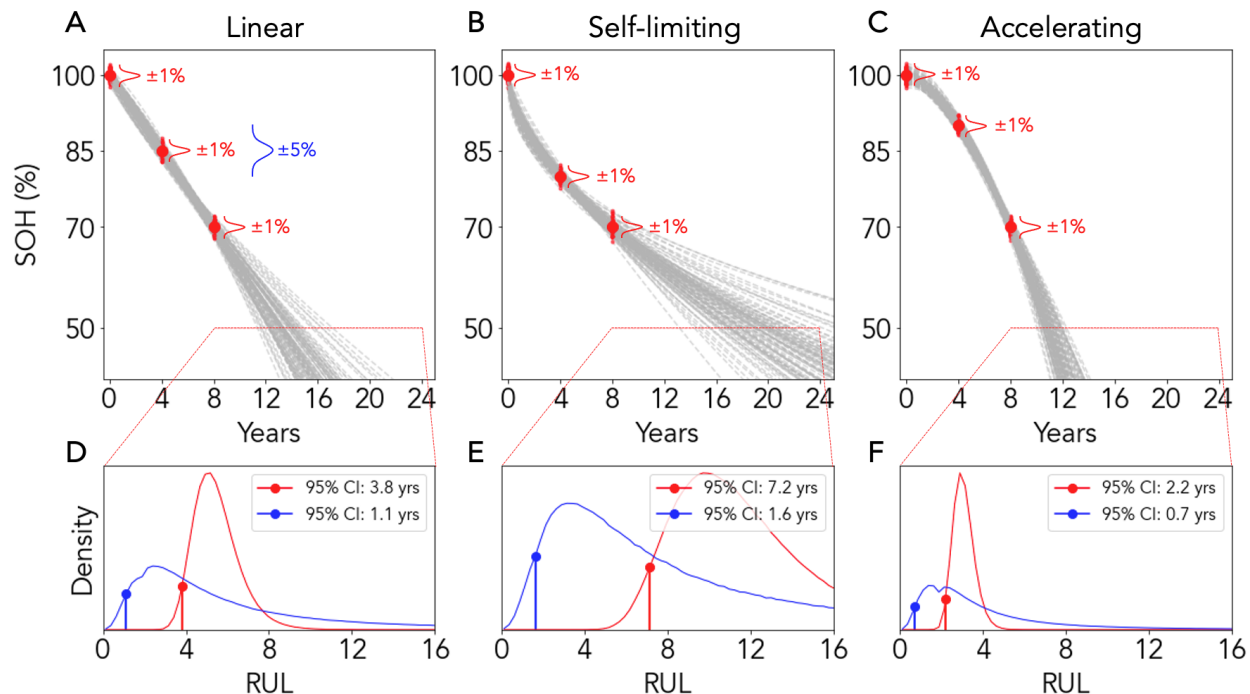 A Linear
B Self-limiting
C Accelerating
SOH (%)
100
85
70
50
±1%
±1%
±5%
±1%
0 4 8 12 16 20 24
Years
100
85
70
50
±1%
±1%
±1%
0 4 8 12 16 20 24
Years
100
85
70
50
±1%
±1%
±1%
0 4 8 12 16 20 24
Years
D
Density
95% CI: 3.8 yrs
95% CI: 1.1 yrs
0 4 8 12 16
RUL
E
95% CI: 7.2 yrs
95% CI: 1.6 yrs
0 4 8 12 16
RUL
F
95% CI: 2.2 yrs
95% CI: 0.7 yrs
0 4 8 12 16
RUL